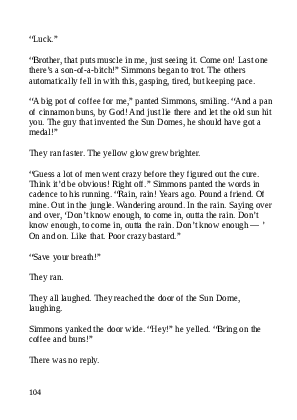 “Luck.”
“Brother, that puts muscle in me, just seeing it. Come on! Last one
there’s a son-of-a-bitch!” Simmons began to trot. The others
automatically fell in with this, gasping, tired, but keeping pace.
“A big pot of coffee for me,” panted Simmons, smiling. “And a pan
of cinnamon buns, by God! And just lie there and let the old sun hit
you. The guy that invented the Sun Domes, he should have got a
medal!”
They ran faster. The yellow glow grew brighter.
“Guess a lot of men went crazy before they figured out the cure.
Think it’d be obvious! Right off.” Simmons panted the words in
cadence to his running. “Rain, rain! Years ago. Found a friend. Of
mine. Out in the jungle. Wandering around. In the rain. Saying over
and over, ‘Don’t know enough, to come in, outta the rain. Don’t
know enough, to come in, outta the rain. Don’t know enough — ’
On and on. Like that. Poor crazy bastard.”
“Save your breath!”
They ran.
They all laughed. They reached the door of the Sun Dome,
laughing.
Simmons yanked the door wide. “Hey!” he yelled. “Bring on the
coffee and buns!”
There was no reply.
104